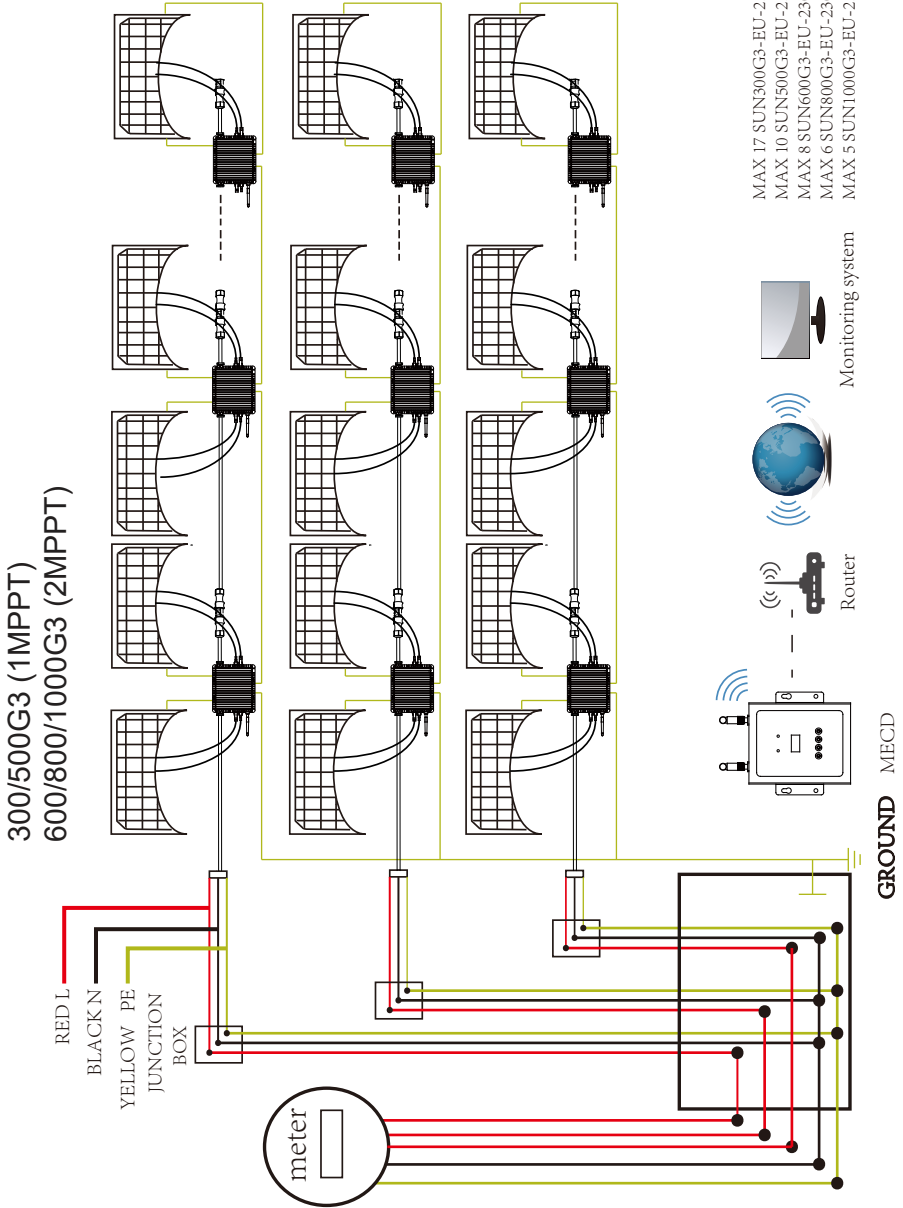 300/500G3 (1MPPT)
600/800/1000G3 (2MPPT)
RED L
BLACK N
YELLOW PE
JUNCTION
BOX
meter
GROUND
MECD
Router
Monitoring system
MAX 17 SUN300G3-EU-2
MAX 10 SUN500G3-EU-2
MAX 8 SUN600G3-EU-23
MAX 6 SUN800G3-EU-23
MAX 5 SUN1000G3-EU-2